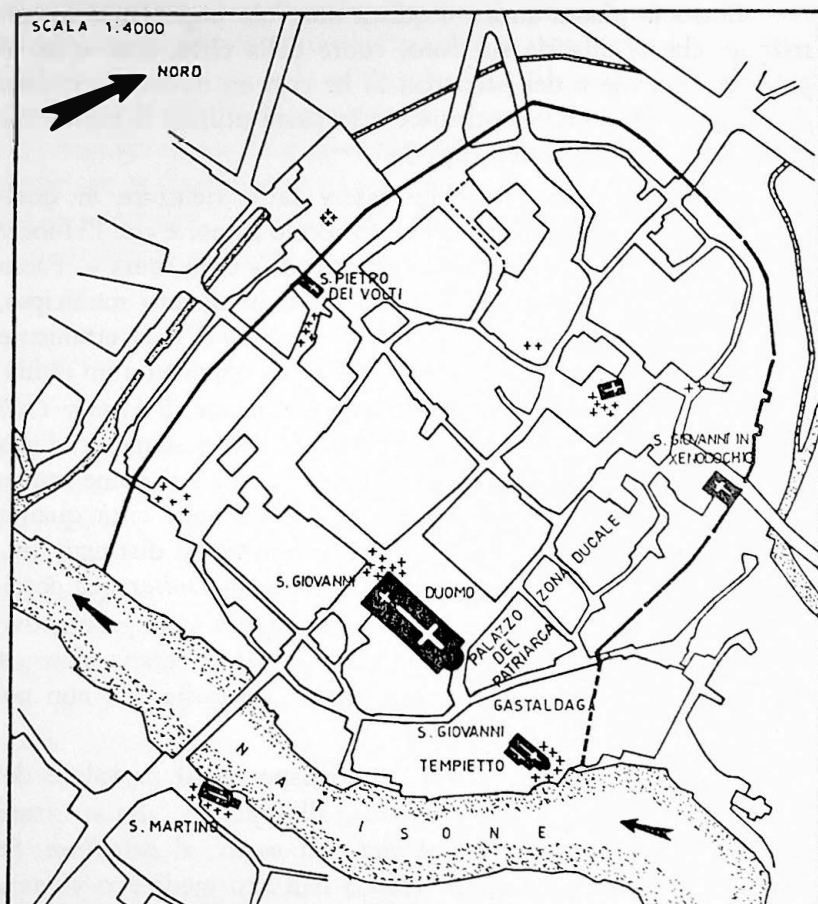 SCALA 1:4000
NORD
S. PIETRO
DEI VOLTI
S. GIOVANNI IN
XENODOCHIO
ZONA DUCALE
S. GIOVANNI
DUOMO
PALAZZO
DEL
PATRIARCA
GASTALDAGA
S. GIOVANNI
TEMPIETTO
S. MARTINO
N A T I S O N E